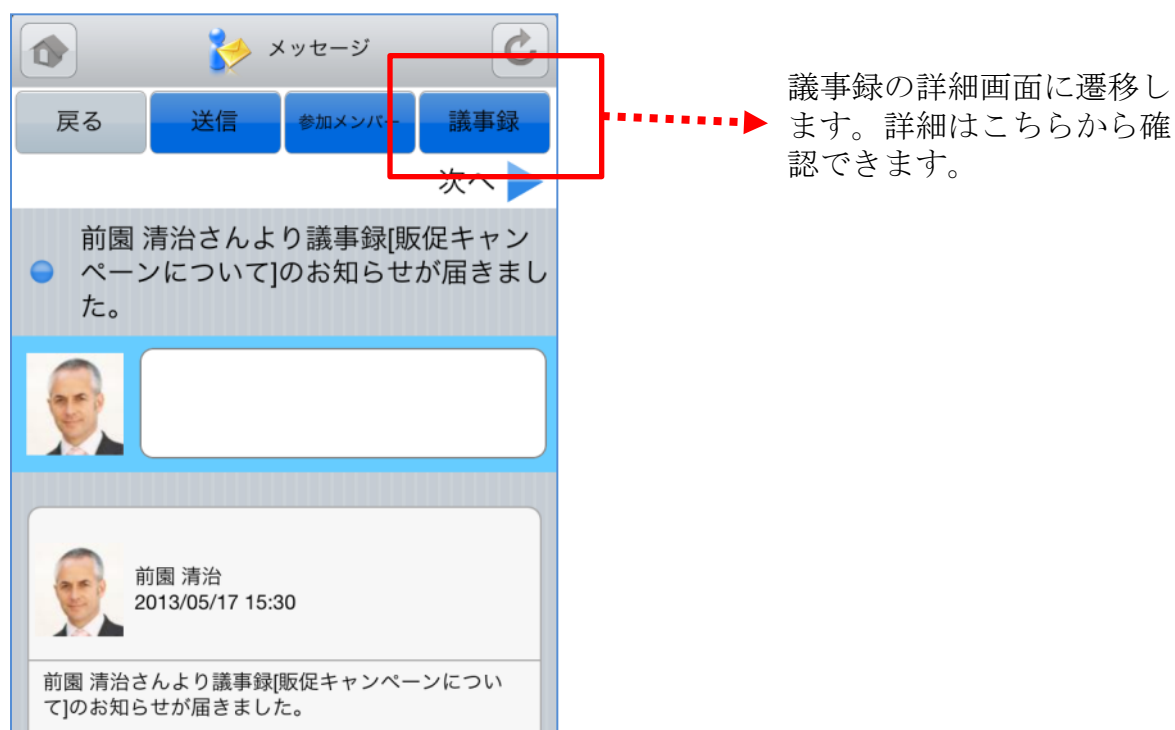 メッセージ
戻る
送信
参加メンバー
議事録
次へ
前園 清治さんより議事録[販促キャン
ペーンについて]のお知らせが届きまし
た。
前園 清治
2013/05/17 15:30
前園 清治さんより議事録[販促キャンペーンについ
て]のお知らせが届きました。
議事録の詳細画面に遷移し
ます。詳細はこちらから確
認できます。